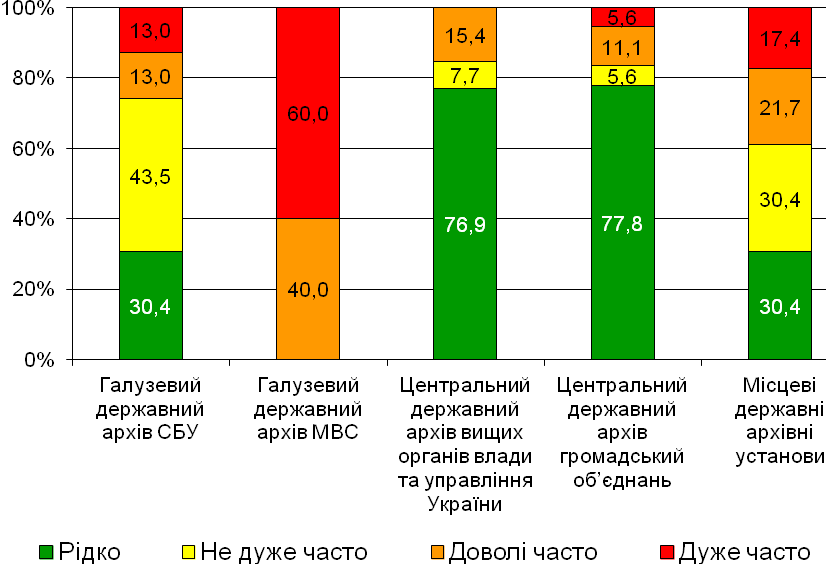 100%
80%
60%
40%
20%
0%
13,0
13,0
43,5
30,4
60,0
40,0
15,4
7,7
76,9
5,6
11,1
5,6
77,8
17,4
21,7
30,4
30,4
Галузевий
державний
архів СБУ
Галузевий
державний
архів МВС
Центральний
державний
архів вищих
органів влади
та управління
України
Центральний
державний
архів
громадський
об’єднань
Місцеві
державні
архівні
установи
Рідко
Не дуже часто
Доволі часто
Дуже часто